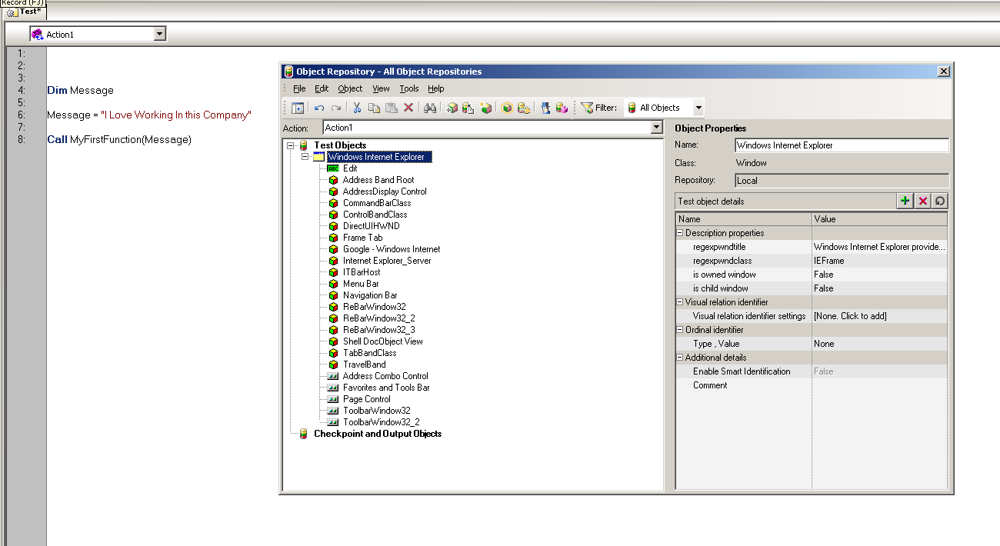 Record (F3)
Test*
Action1
1:
2:
3:
4: Dim Message
5:
6: Message = "I Love Working In this Company"
7:
8: Call MyFirstFunction(Message)
Object Repository - All Object Repositories
File Edit Object View Tools Help
Filter: All Objects
Action: Action1
Test Objects
Windows Internet Explorer
ABC Edit
Address Band Root
AddressDisplay Control
CommandBarClass
ControlBandClass
DirectUIHWND
Frame Tab
Google - Windows Internet
Internet Explorer_Server
ITBarHost
Menu Bar
Navigation Bar
ReBarWindow32
ReBarWindow32_2
ReBarWindow32_3
Shell DocObject View
TabBandClass
TravelBand
Address Combo Control
Favorites and Tools Bar
Page Control
ToolbarWindow32
ToolbarWindow32_2
Checkpoint and Output Objects
Object Properties
Name: Windows Internet Explorer
Class: Window
Repository: Local
Test object details
Name Value
Description properties
regexpwndtitle Windows Internet Explorer provide...
regexpwndclass IEFrame
is owned window False
is child window False
Visual relation identifier
Visual relation identifier settings [None. Click to add]
Ordinal identifier
Type , Value None
Additional details
Enable Smart Identification False
Comment